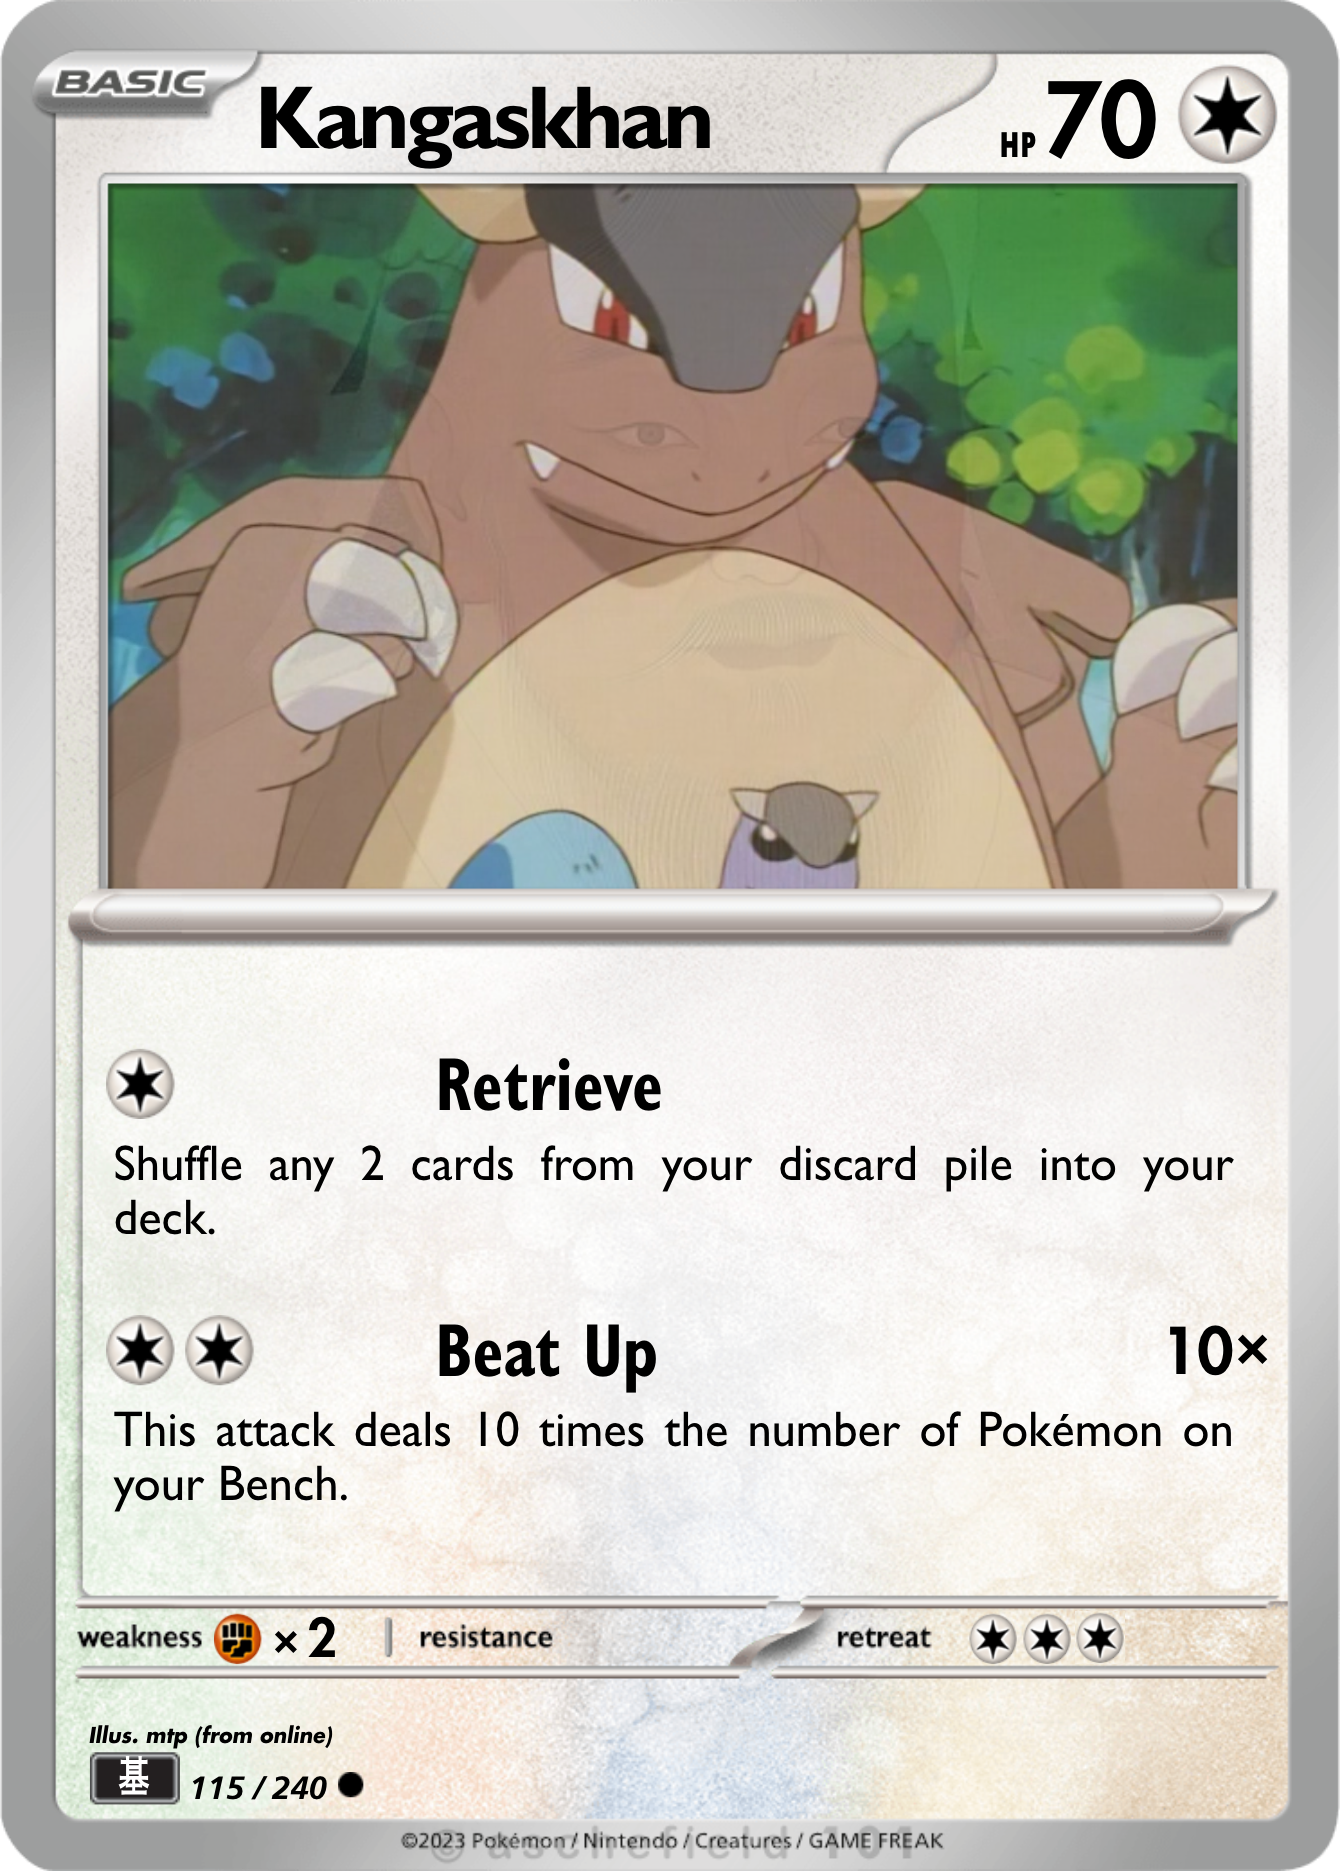 BASIC
Kangaskhan
HP 70
Retrieve
Shuffle any 2 cards from your discard pile into your
deck.
Beat Up 10×
This attack deals 10 times the number of Pokémon on
your Bench.
weakness ×2 resistance retreat
Illus. mtp (from online)
基 115 / 240
©2023 Pokémon / Nintendo / Creatures / GAME FREAK